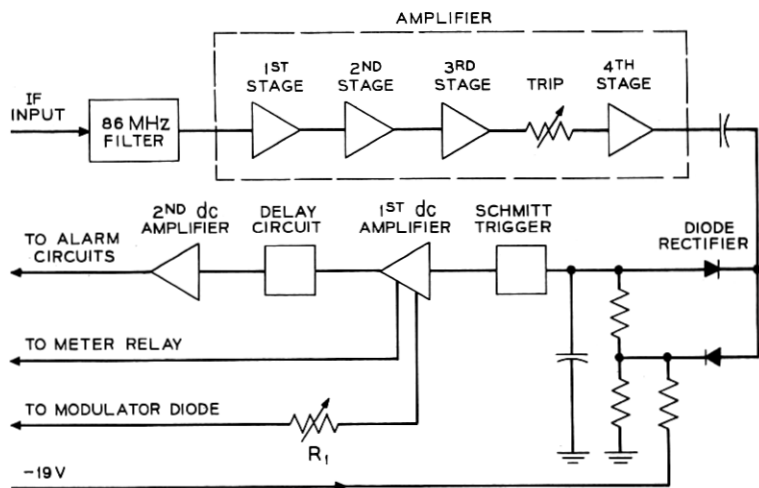 AMPLIFIER
1ST
STAGE
2ND
STAGE
3RD
STAGE
TRIP
4TH
STAGE
IF
INPUT
86 MHz
FILTER
2ND dc
AMPLIFIER
DELAY
CIRCUIT
1ST dc
AMPLIFIER
SCHMITT
TRIGGER
DIODE
RECTIFIER
TO ALARM
CIRCUITS
TO METER RELAY
TO MODULATOR DIODE
R1
-19V